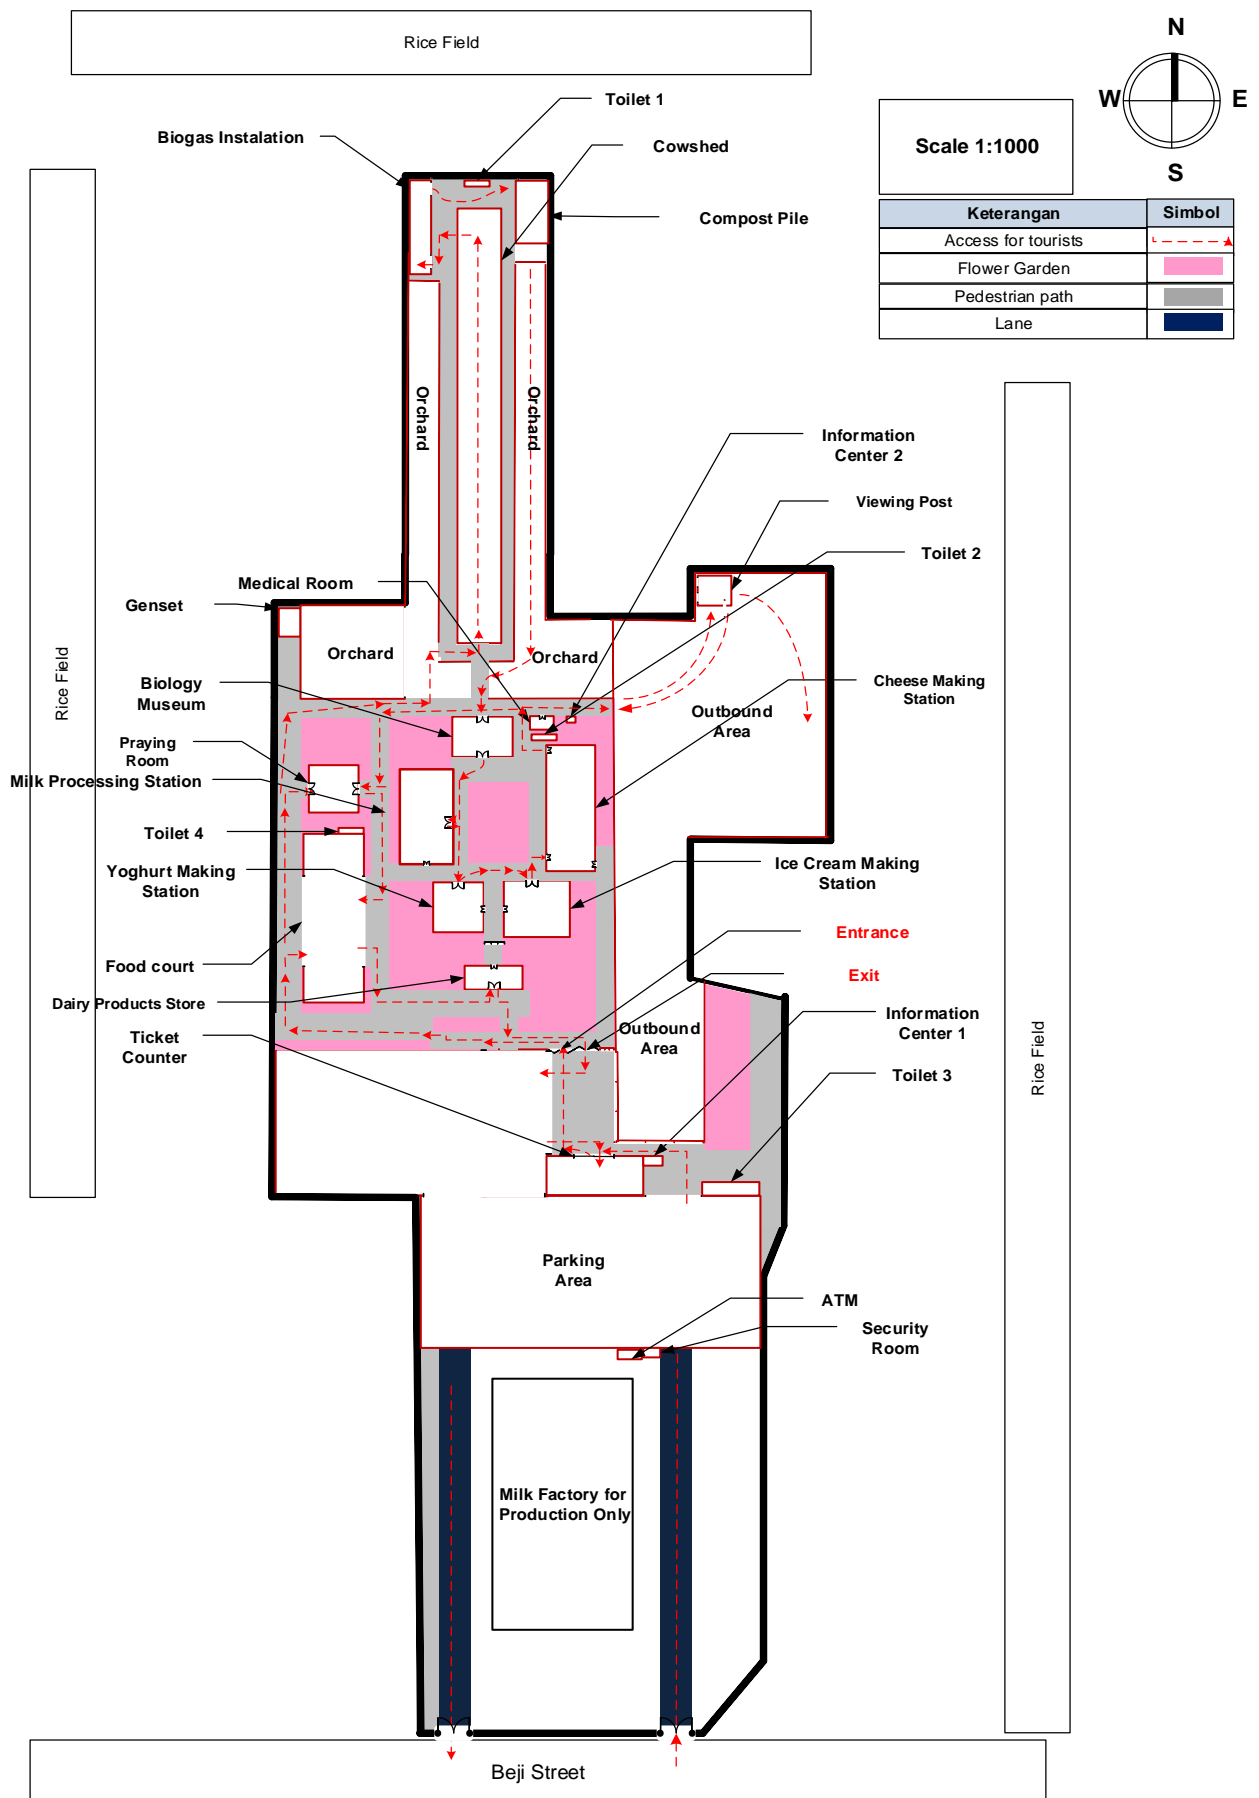 Rice Field
N
W
E
S
Scale 1:1000
Keterangan
Simbol
Access for tourists
Flower Garden
Pedestrian path
Lane
Toilet 1
Biogas Instalation
Cowshed
Compost Pile
Orchard
Orchard
Information
Center 2
Viewing Post
Toilet 2
Medical Room
Genset
Rice Field
Orchard
Orchard
Biology
Museum
Cheese Making
Station
Outbound
Area
Praying
Room
Milk Processing Station
Toilet 4
Yoghurt Making
Station
Ice Cream Making
Station
Entrance
Food court
Exit
Dairy Products Store
Information
Center 1
Outbound
Area
Ticket
Counter
Rice Field
Toilet 3
Parking
Area
ATM
Security
Room
Milk Factory for
Production Only
Beji Street